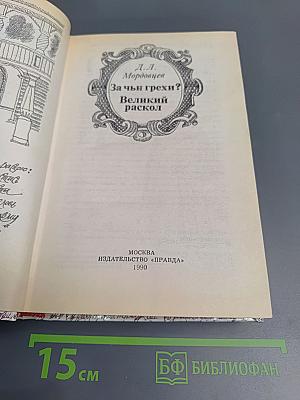 Д. Л.
Мордовцев
За чьи грехи?
Великий
раскол
МОСКВА
ИЗДАТЕЛЬСТВО «ПРАВДА»
1990
15 см
БФ БИБЛИОФАН